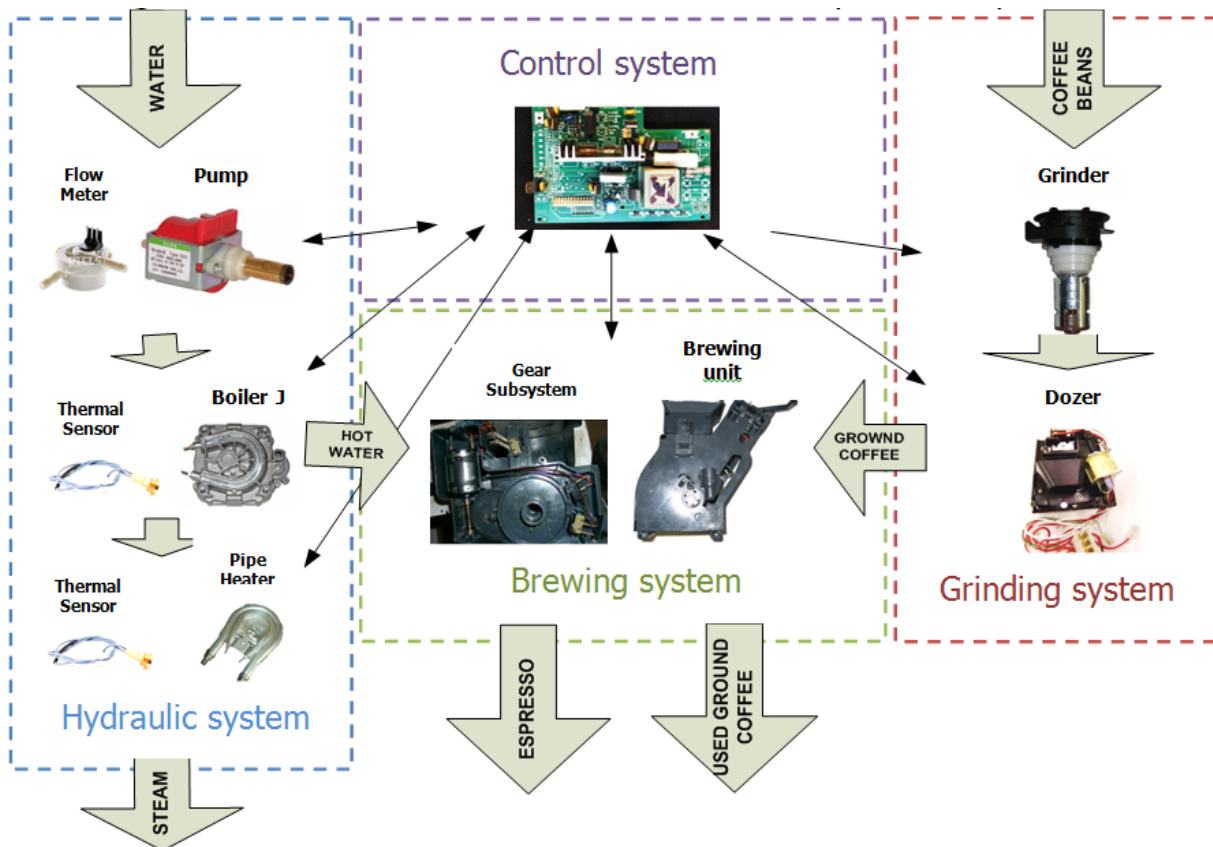 WATER
Control system
COFFEE
BEANS
Flow
Meter
Pump
Grinder
Thermal
Sensor
Boiler J
HOT
WATER
Gear
Subsystem
Brewing
unit
GROWND
COFFEE
Dozer
Thermal
Sensor
Pipe
Heater
Brewing system
Grinding system
Hydraulic system
ESPRESSO
USED GROUND
COFFEE
STEAM